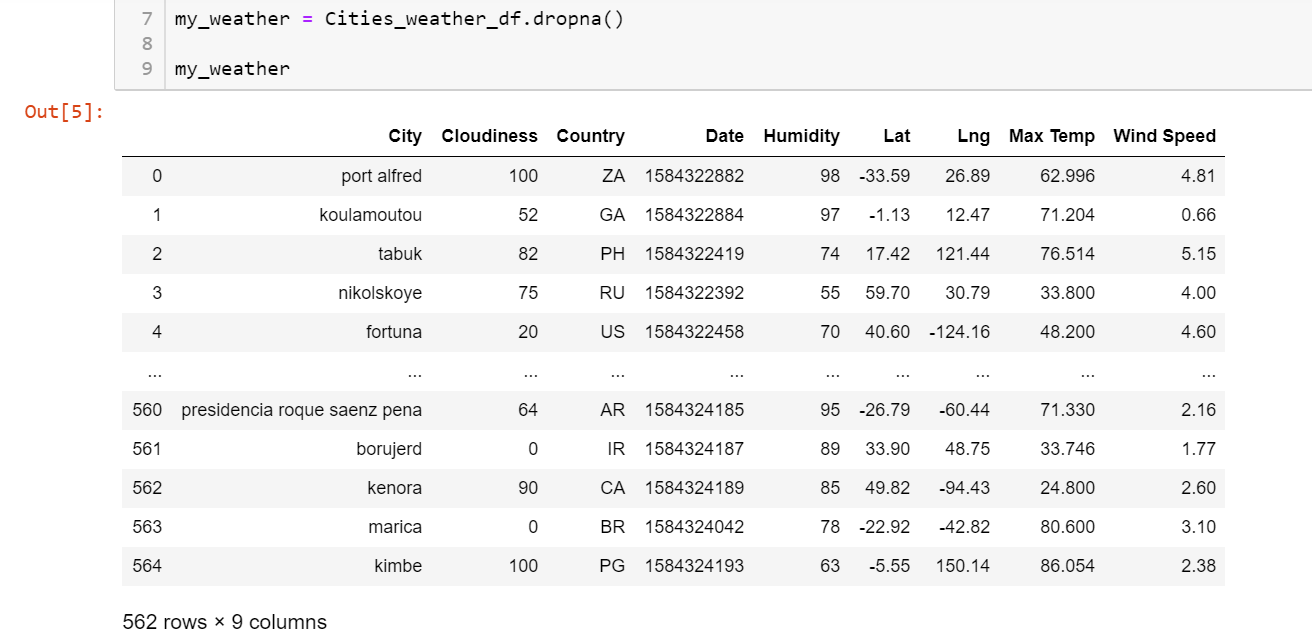 7 my_weather = Cities_weather_df.dropna()
8
9 my_weather
Out[5]:
City Cloudiness Country Date Humidity Lat Lng Max Temp Wind Speed
0 port alfred 100 ZA 1584322882 98 -33.59 26.89 62.996 4.81
1 koulamoutou 52 GA 1584322884 97 -1.13 12.47 71.204 0.66
2 tabuk 82 PH 1584322419 74 17.42 121.44 76.514 5.15
3 nikolskoye 75 RU 1584322392 55 59.70 30.79 33.800 4.00
4 fortuna 20 US 1584322458 70 40.60 -124.16 48.200 4.60
... ... ... ... ... ... ... ... ... ...
560 presidencia roque saenz pena 64 AR 1584324185 95 -26.79 -60.44 71.330 2.16
561 borujerd 0 IR 1584324187 89 33.90 48.75 33.746 1.77
562 kenora 90 CA 1584324189 85 49.82 -94.43 24.800 2.60
563 marica 0 BR 1584324042 78 -22.92 -42.82 80.600 3.10
564 kimbe 100 PG 1584324193 63 -5.55 150.14 86.054 2.38
562 rows × 9 columns